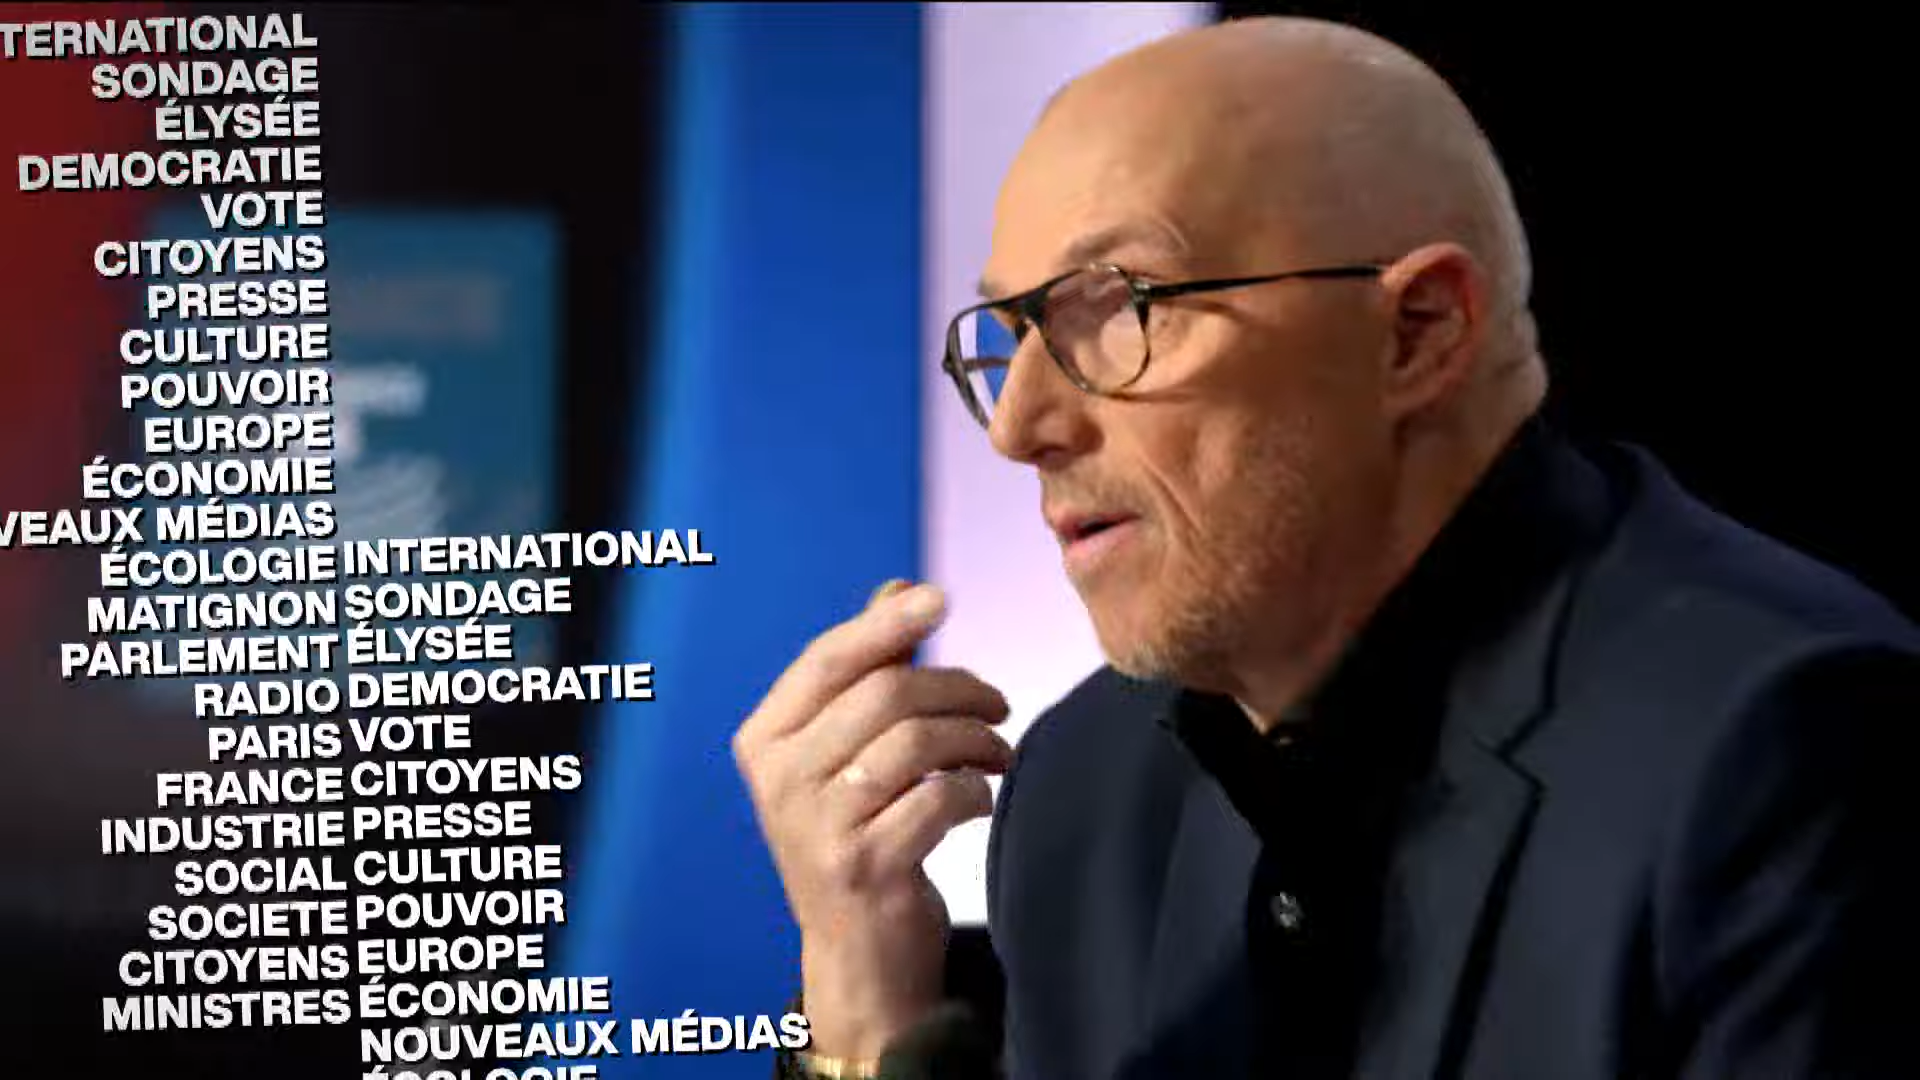 TERNATIONAL
SONDAGE
ÉLYSÉE
DEMOCRATIE
VOTE
CITOYENS
PRESSE
CULTURE
POUVOIR
EUROPE
ÉCONOMIE
VEAUX MÉDIAS
ÉCOLOGIE
MATIGNON
PARLEMENT
RADIO
PARIS
FRANCE
INDUSTRIE
SOCIAL
SOCIETE
CITOYENS
MINISTRES
INTERNATIONAL
SONDAGE
ÉLYSÉE
DEMOCRATIE
VOTE
CITOYENS
PRESSE
CULTURE
POUVOIR
EUROPE
ÉCONOMIE
NOUVEAUX MÉDIAS
ÉCOLOGIE